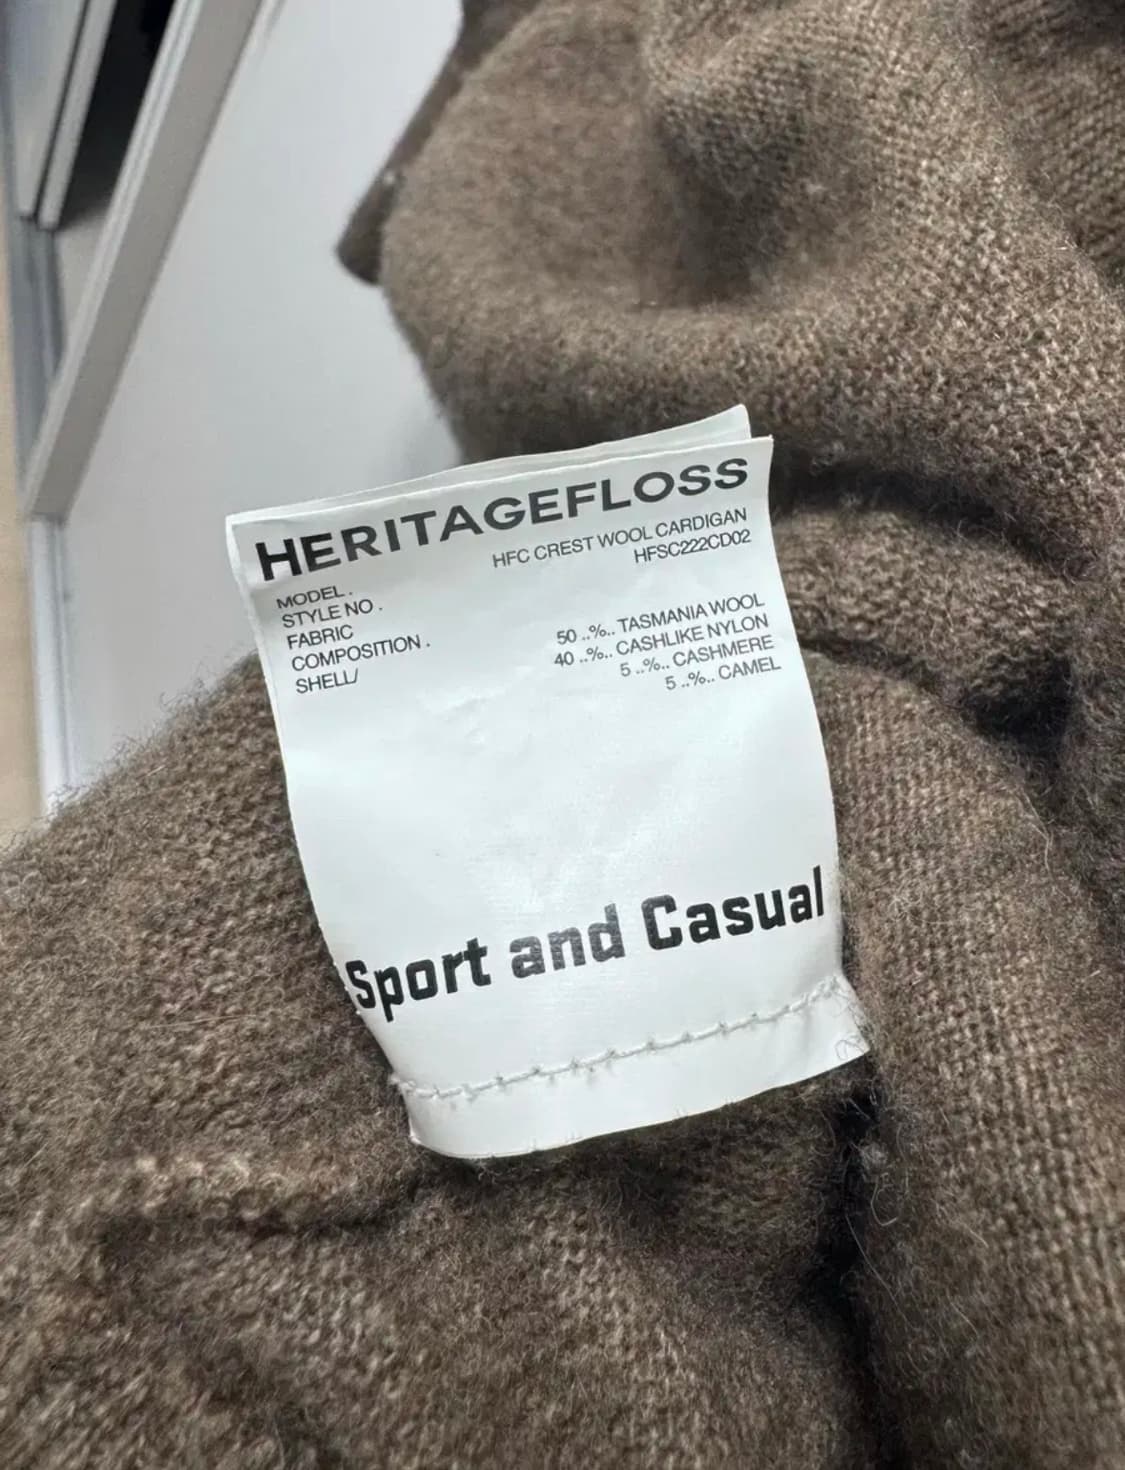 HERITAGEFLOSS
MODEL . HFC CREST WOOL CARDIGAN
STYLE NO . HFSC222CD02
FABRIC
COMPOSITION . 50 ..%.. TASMANIA WOOL
SHELL/ 40 ..%.. CASHLIKE NYLON
5 ..%.. CASHMERE
5 ..%.. CAMEL
Sport and Casual